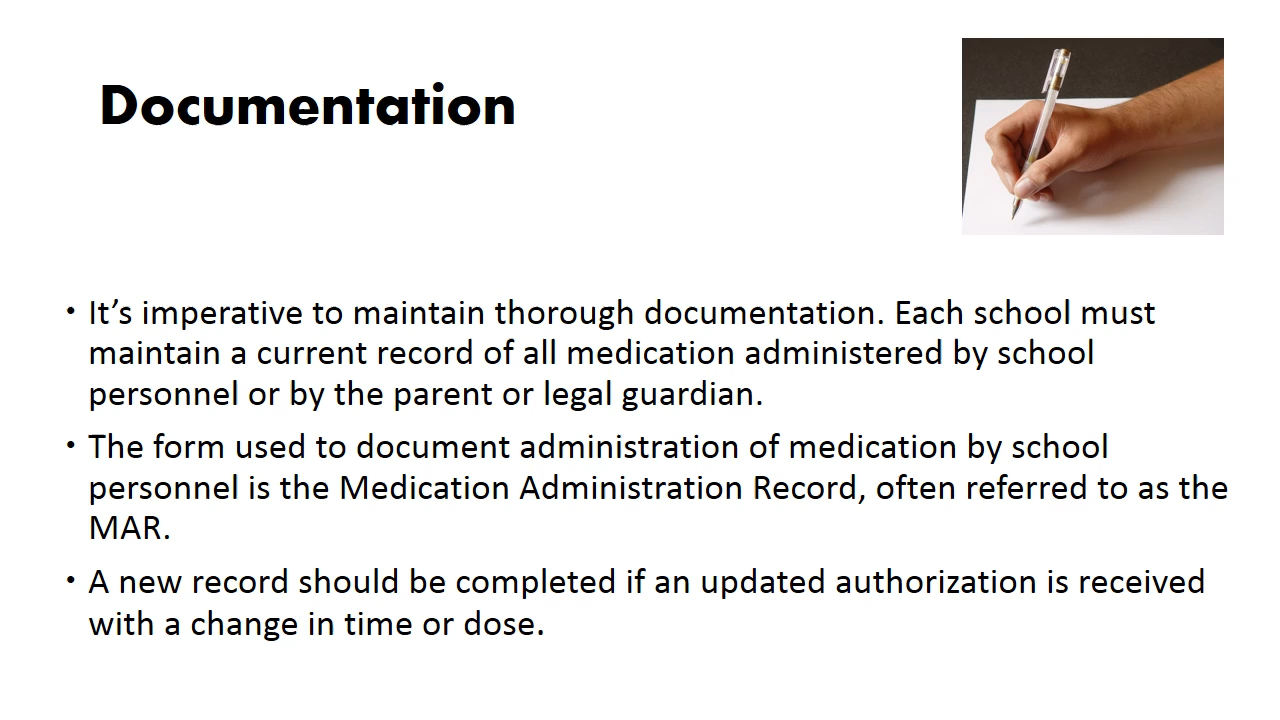 Documentation
• It’s imperative to maintain thorough documentation. Each school must
maintain a current record of all medication administered by school
personnel or by the parent or legal guardian.
• The form used to document administration of medication by school
personnel is the Medication Administration Record, often referred to as the
MAR.
• A new record should be completed if an updated authorization is received
with a change in time or dose.